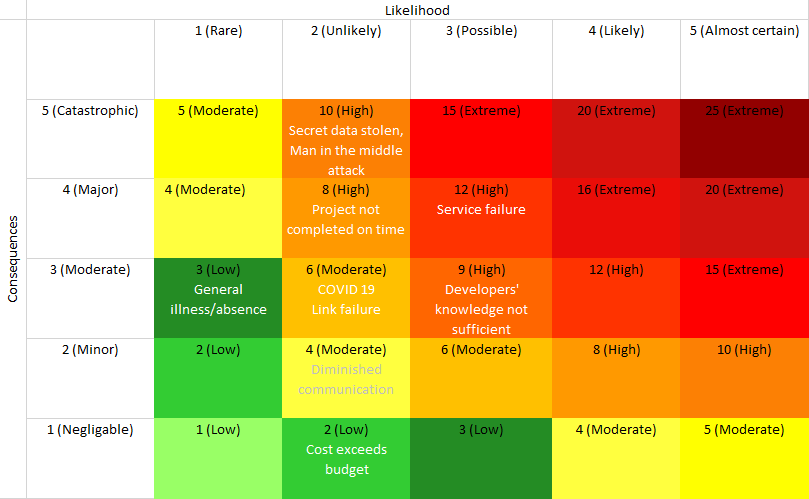 Likelihood
1 (Rare) 2 (Unlikely) 3 (Possible) 4 (Likely) 5 (Almost certain)
Consequences
5 (Catastrophic) 5 (Moderate) 10 (High) 15 (Extreme) 20 (Extreme) 25 (Extreme)
Secret data stolen,
Man in the middle
attack
4 (Major) 4 (Moderate) 8 (High) 12 (High) 16 (Extreme) 20 (Extreme)
Project not Service failure
completed on time
3 (Moderate) 3 (Low) 6 (Moderate) 9 (High) 12 (High) 15 (Extreme)
General COVID 19 Developers'
illness/absence Link failure knowledge not
sufficient
2 (Minor) 2 (Low) 4 (Moderate) 6 (Moderate) 8 (High) 10 (High)
Diminished
communication
1 (Negligable) 1 (Low) 2 (Low) 3 (Low) 4 (Moderate) 5 (Moderate)
Cost exceeds
budget